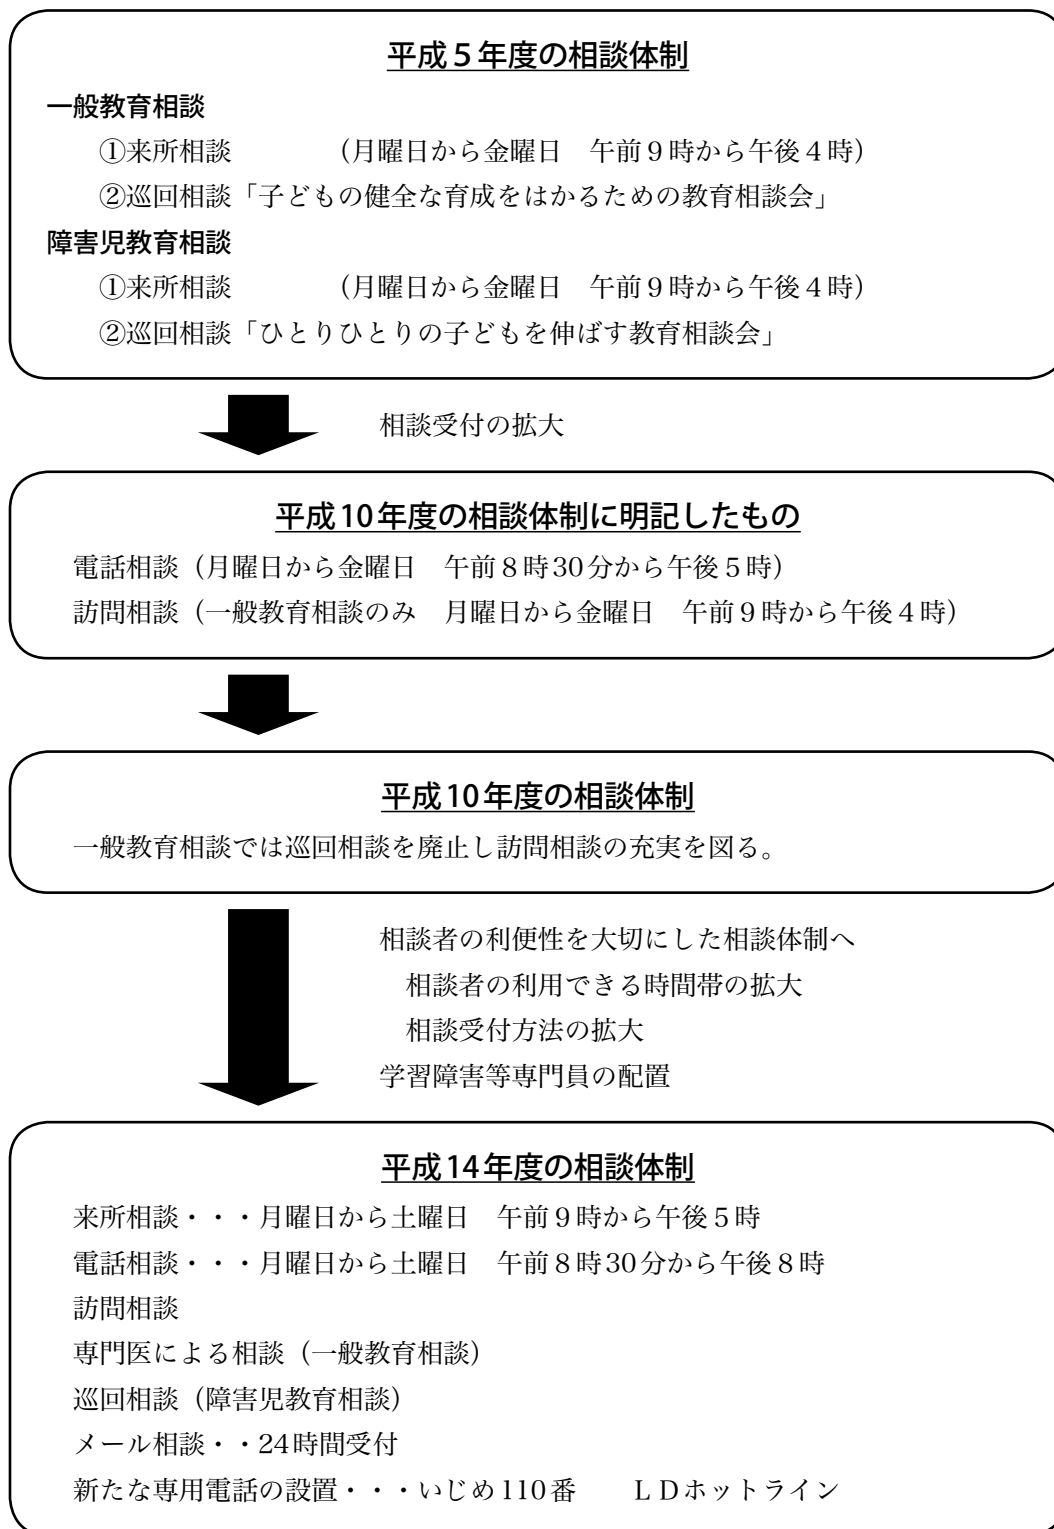 平成５年度の相談体制
一般教育相談
①来所相談　　　　（月曜日から金曜日　午前９時から午後４時）
②巡回相談「子どもの健全な育成をはかるための教育相談会」
障害児教育相談
①来所相談　　　　（月曜日から金曜日　午前９時から午後４時）
②巡回相談「ひとりひとりの子どもを伸ばす教育相談会」
相談受付の拡大
平成10年度の相談体制に明記したもの
電話相談（月曜日から金曜日　午前８時30分から午後５時）
訪問相談（一般教育相談のみ　月曜日から金曜日　午前９時から午後４時）
平成10年度の相談体制
一般教育相談では巡回相談を廃止し訪問相談の充実を図る。
相談者の利便性を大切にした相談体制へ
相談者の利用できる時間帯の拡大
相談受付方法の拡大
学習障害等専門員の配置
平成14年度の相談体制
来所相談・・・月曜日から土曜日　午前９時から午後５時
電話相談・・・月曜日から土曜日　午前８時30分から午後８時
訪問相談
専門医による相談（一般教育相談）
巡回相談（障害児教育相談）
メール相談・・24時間受付
新たな専用電話の設置・・・いじめ110番　　ＬＤホットライン